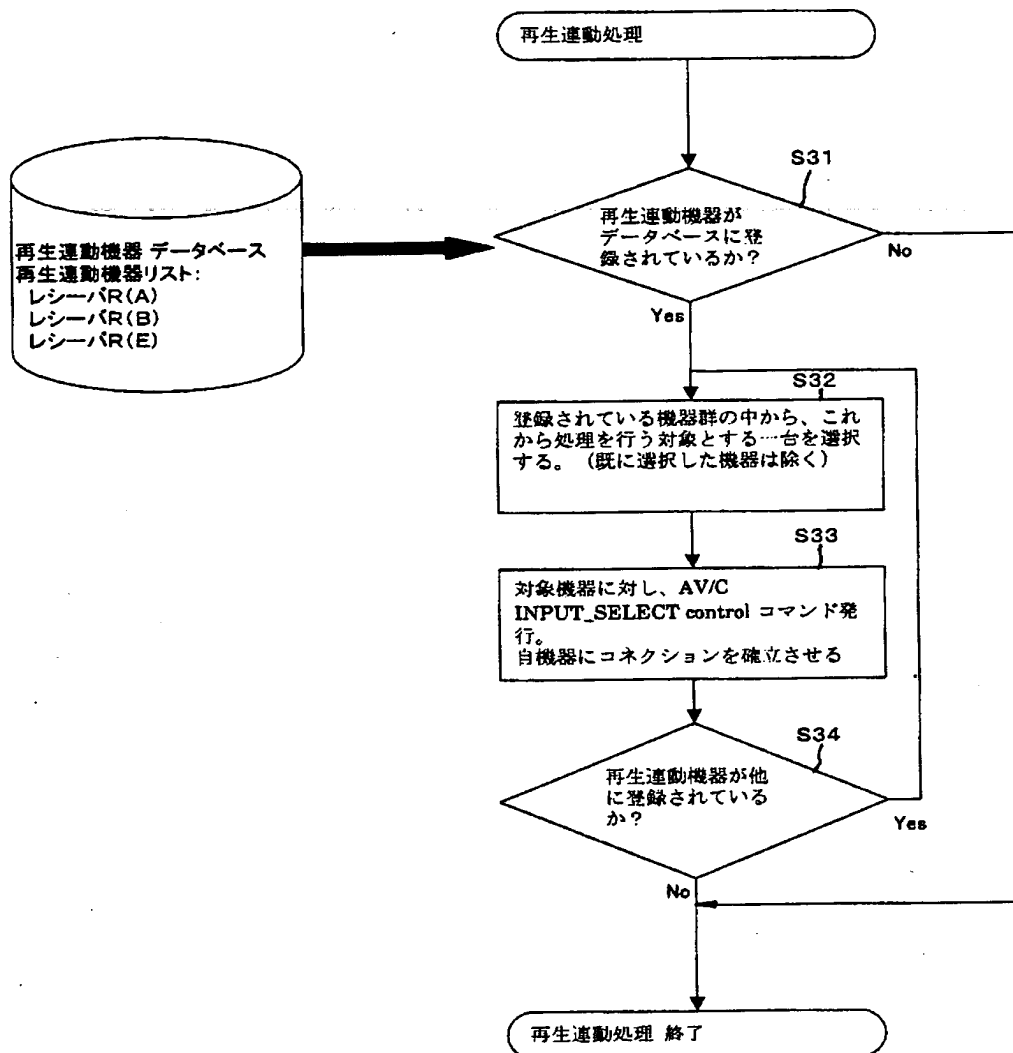 再生連動処理
S31
再生連動機器が
データベースに登
録されているか？
No
Yes
再生連動機器 データベース
再生連動機器リスト：
レシーバR(A)
レシーバR(B)
レシーバR(E)
S32
登録されている機器群の中から、これ
から処理を行う対象とする一台を選択
する。（既に選択した機器は除く）
S33
対象機器に対し、AV/C
INPUT_SELECT control コマンド発
行。
自機器にコネクションを確立させる
S34
再生連動機器が他
に登録されている
か？
Yes
No
再生連動処理 終了